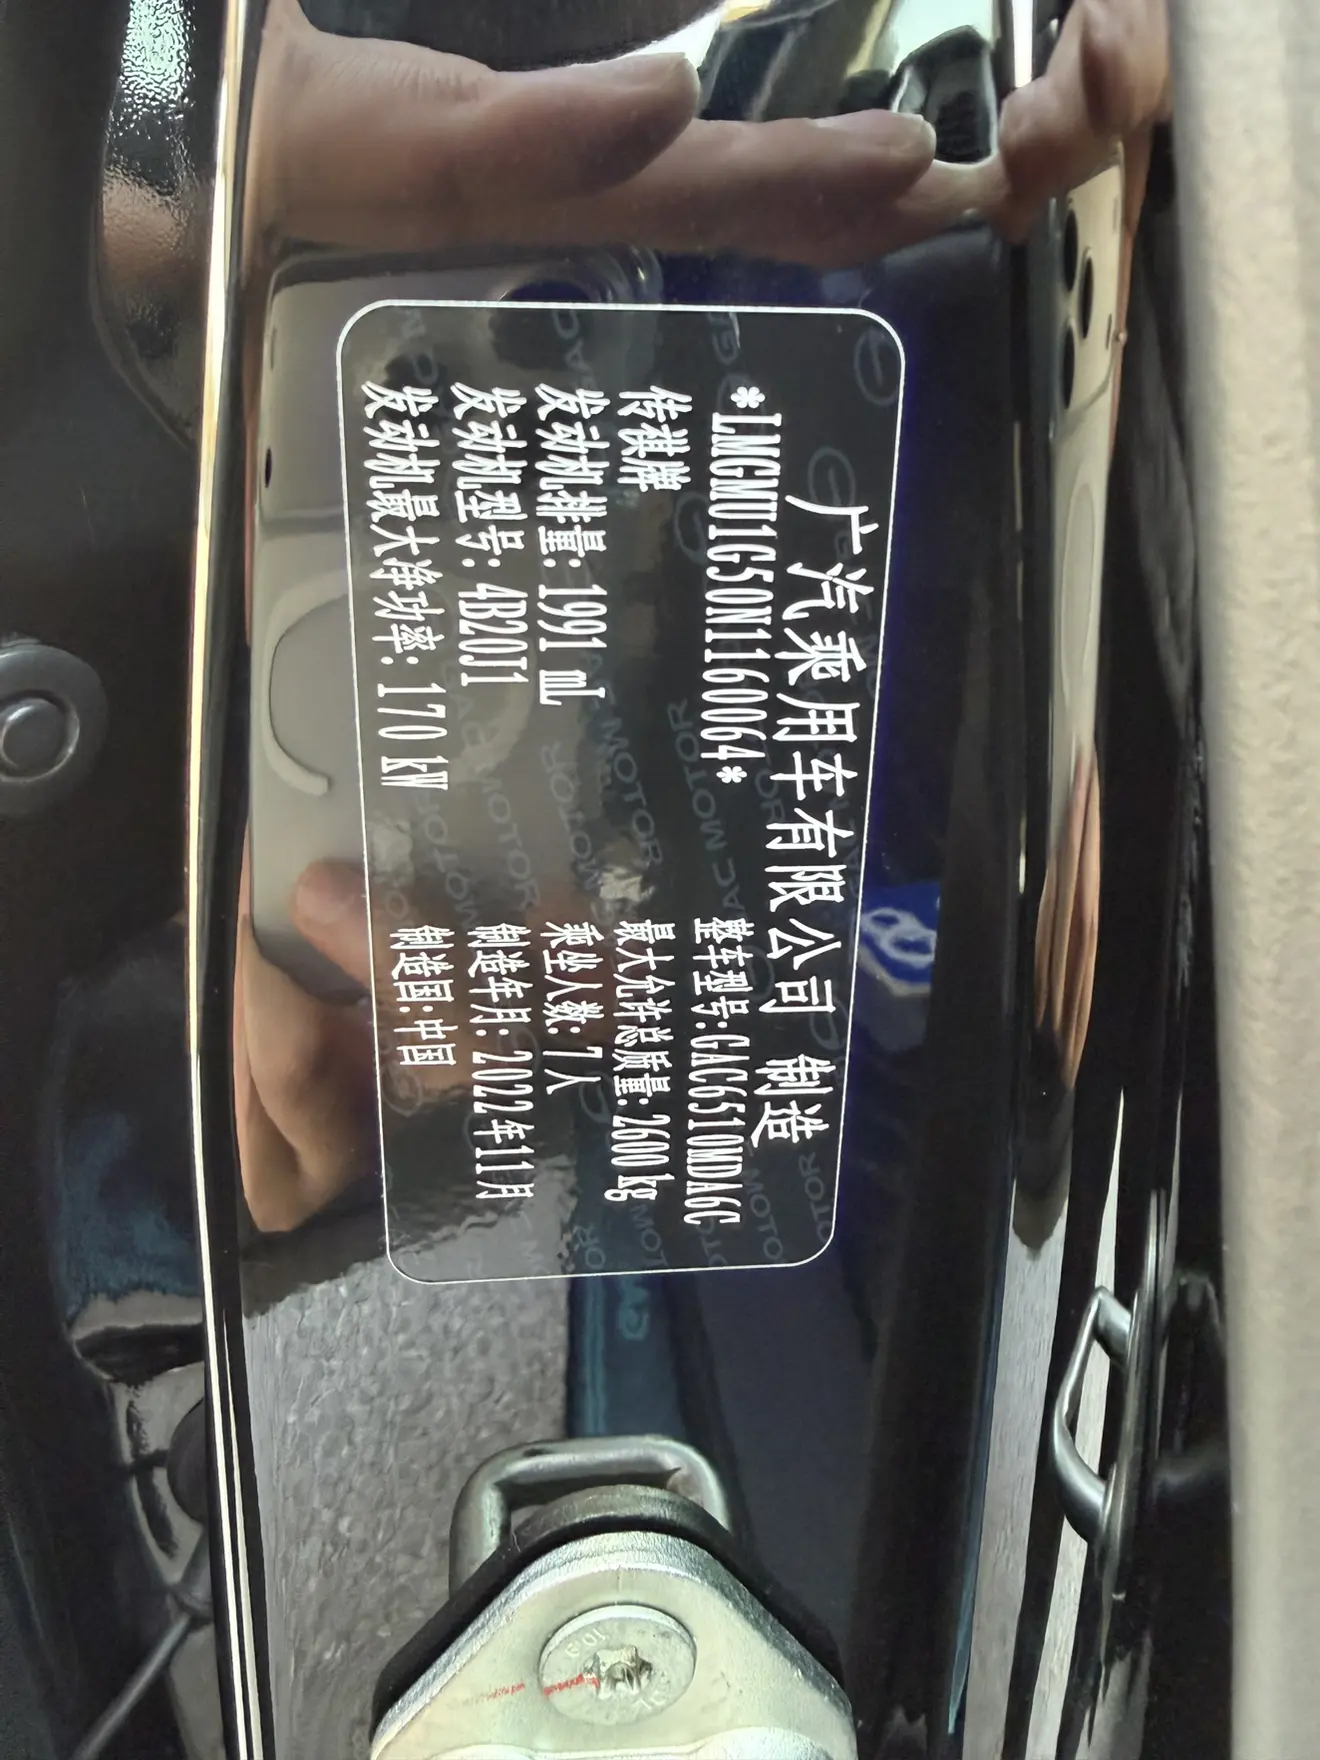 广汽乘用车有限公司 制造
*LMGMU1G50N1160064* 整车型号:GAC6510MDA6C
传祺牌 最大允许总质量: 2600 kg
发动机排量: 1991 mL 乘坐人数: 7人
发动机型号: 4B20J1 制造年月: 2022年11月
发动机最大净功率: 170 kW 制造国: 中国
GAC MOTOR